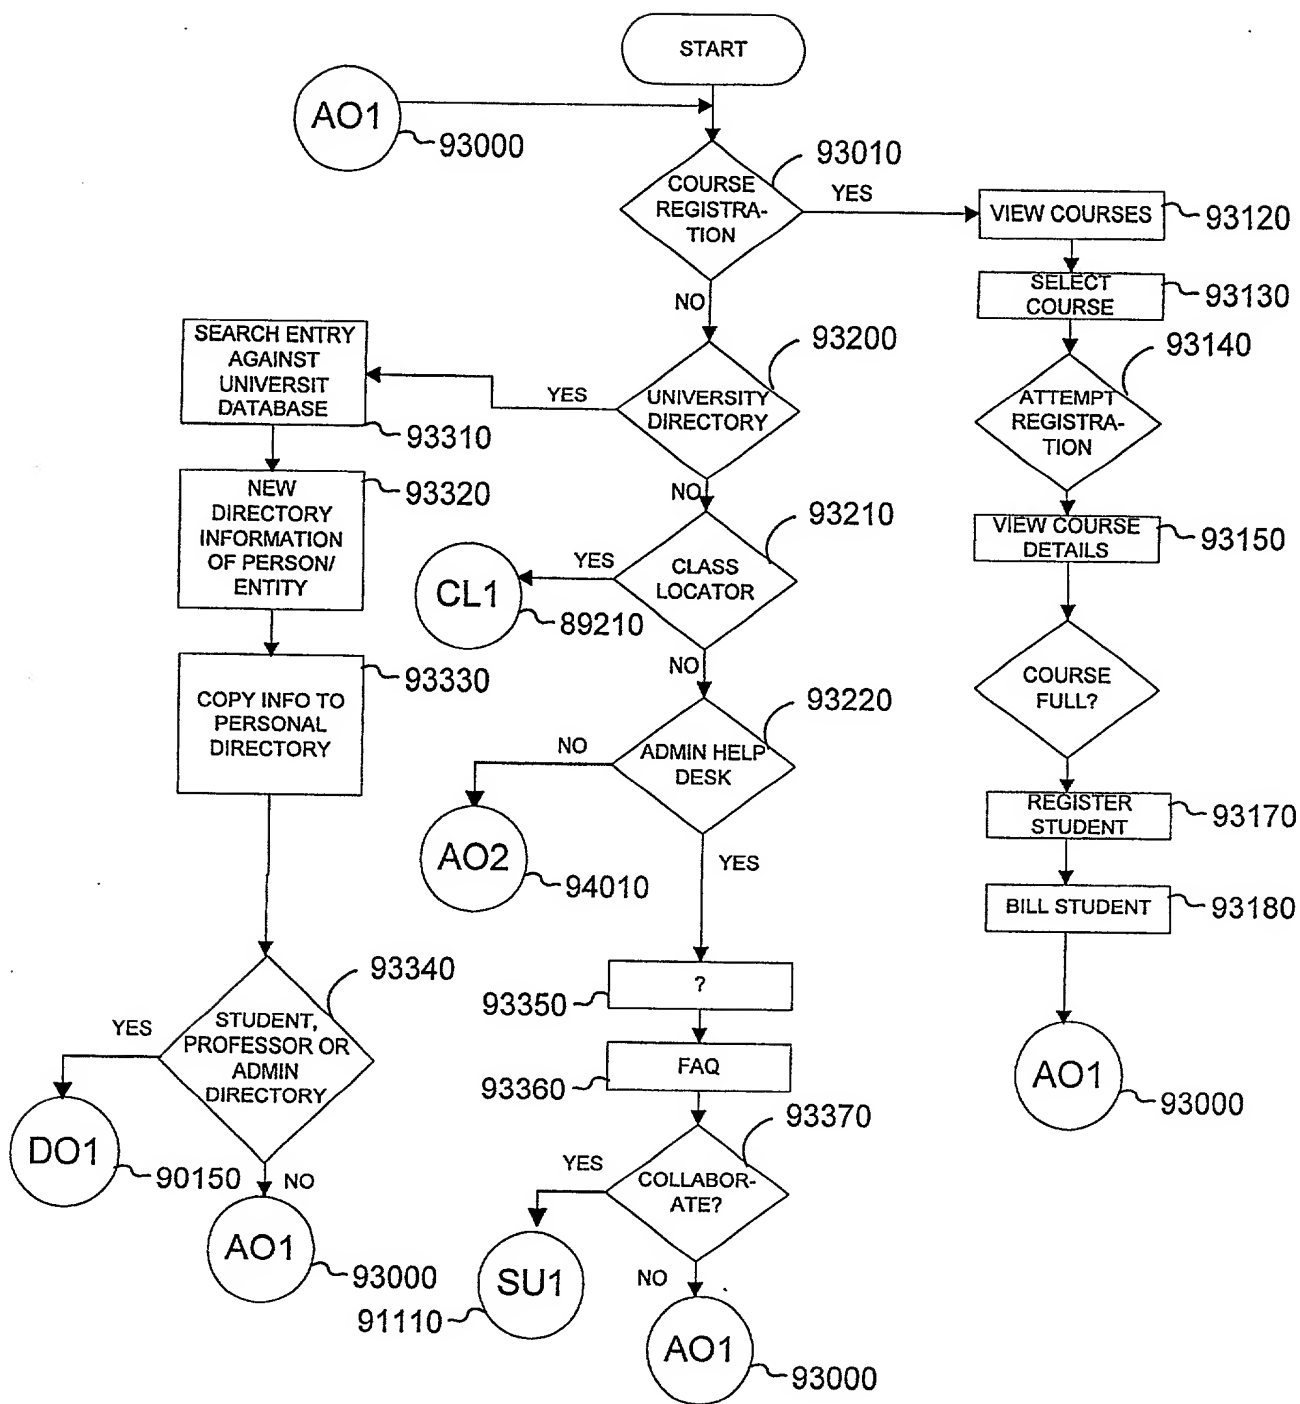 START
AO1
93000
93010
COURSE
REGISTRA-
TION
YES
VIEW COURSES
93120
SELECT
COURSE
93130
NO
SEARCH ENTRY
AGAINST
UNIVERSIT
DATABASE
93310
YES
93200
UNIVERSITY
DIRECTORY
93140
ATTEMPT
REGISTRA-
TION
NO
NEW
DIRECTORY
INFORMATION
OF PERSON/
ENTITY
93320
93210
CLASS
LOCATOR
YES
CL1
89210
VIEW COURSE
DETAILS
93150
NO
COPY INFO TO
PERSONAL
DIRECTORY
93330
93220
ADMIN HELP
DESK
NO
AO2
94010
YES
COURSE
FULL?
REGISTER
STUDENT
93170
BILL STUDENT
93180
93340
STUDENT,
PROFESSOR OR
ADMIN
DIRECTORY
YES
DO1
90150
NO
AO1
93000
?
93350
FAQ
93360
93370
COLLABOR-
ATE?
YES
SU1
91110
NO
AO1
93000
AO1
93000